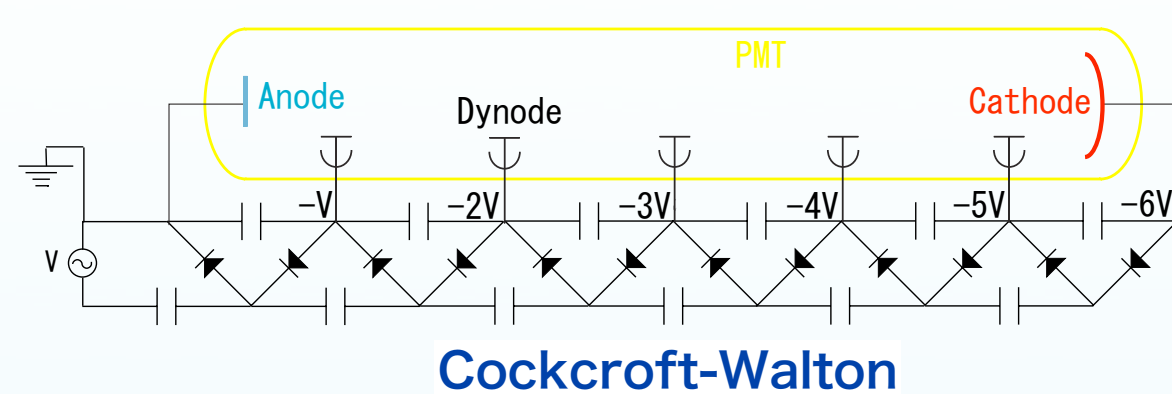 PMT
Anode
Cathode
Dynode
-V
-2V
-3V
-4V
-5V
-6V
V
Cockcroft-Walton